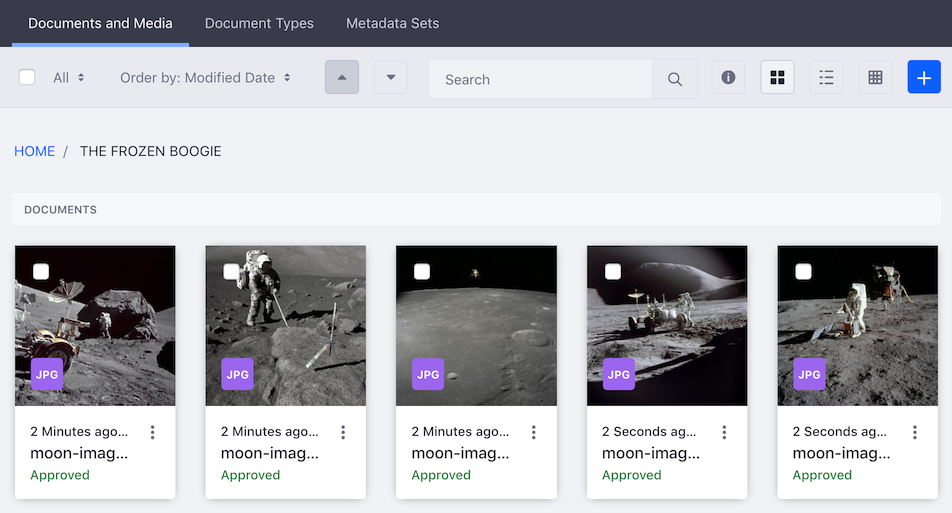 Documents and Media Document Types Metadata Sets
All Order by: Modified Date Search
HOME / THE FROZEN BOOGIE
DOCUMENTS
JPG JPG JPG JPG JPG
2 Minutes ago... 2 Minutes ago... 2 Minutes ago... 2 Seconds ag... 2 Seconds ag...
moon-imag... moon-imag... moon-imag... moon-imag... moon-imag...
Approved Approved Approved Approved Approved